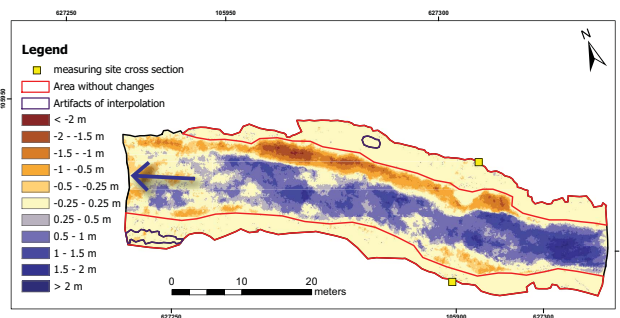 627250 105950 627300
N
105950
Legend
measuring site cross section
Area without changes
Artifacts of interpolation
< -2 m
-2 - -1.5 m
-1.5 - -1 m
-1 - -0.5 m
-0.5 - -0.25 m
-0.25 - 0.25 m
0.25 - 0.5 m
0.5 - 1 m
1 - 1.5 m
1.5 - 2 m
> 2 m
0 10 20
meters
627250 105900 627300